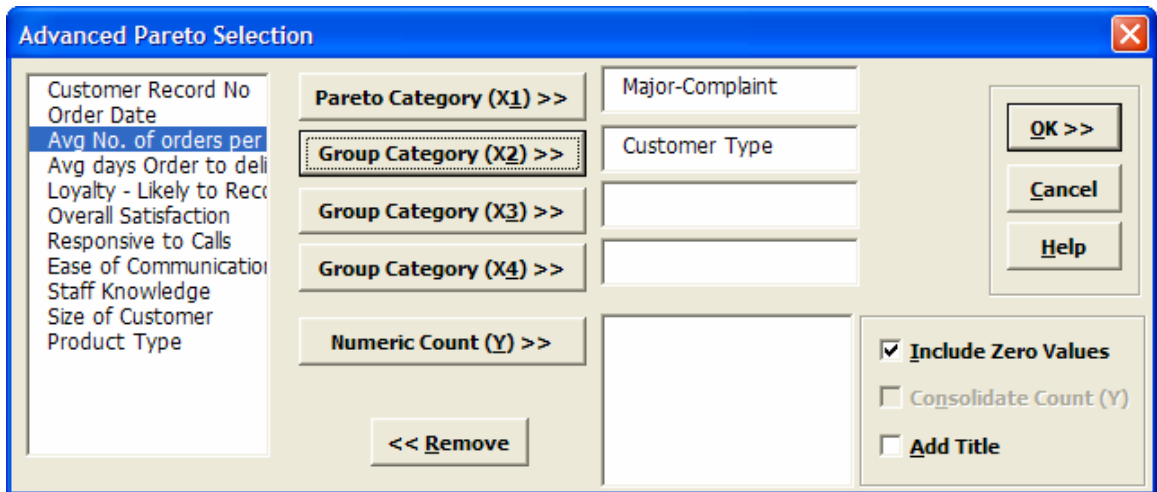 Advanced Pareto Selection
Customer Record No
Order Date
Avg No. of orders per
Avg days Order to deli
Loyalty - Likely to Reco
Overall Satisfaction
Responsive to Calls
Ease of Communication
Staff Knowledge
Size of Customer
Product Type
Pareto Category (X1) >>
Major-Complaint
Group Category (X2) >>
Customer Type
Group Category (X3) >>
Group Category (X4) >>
Numeric Count (Y) >>
<< Remove
OK >>
Cancel
Help
Include Zero Values
Consolidate Count (Y)
Add Title